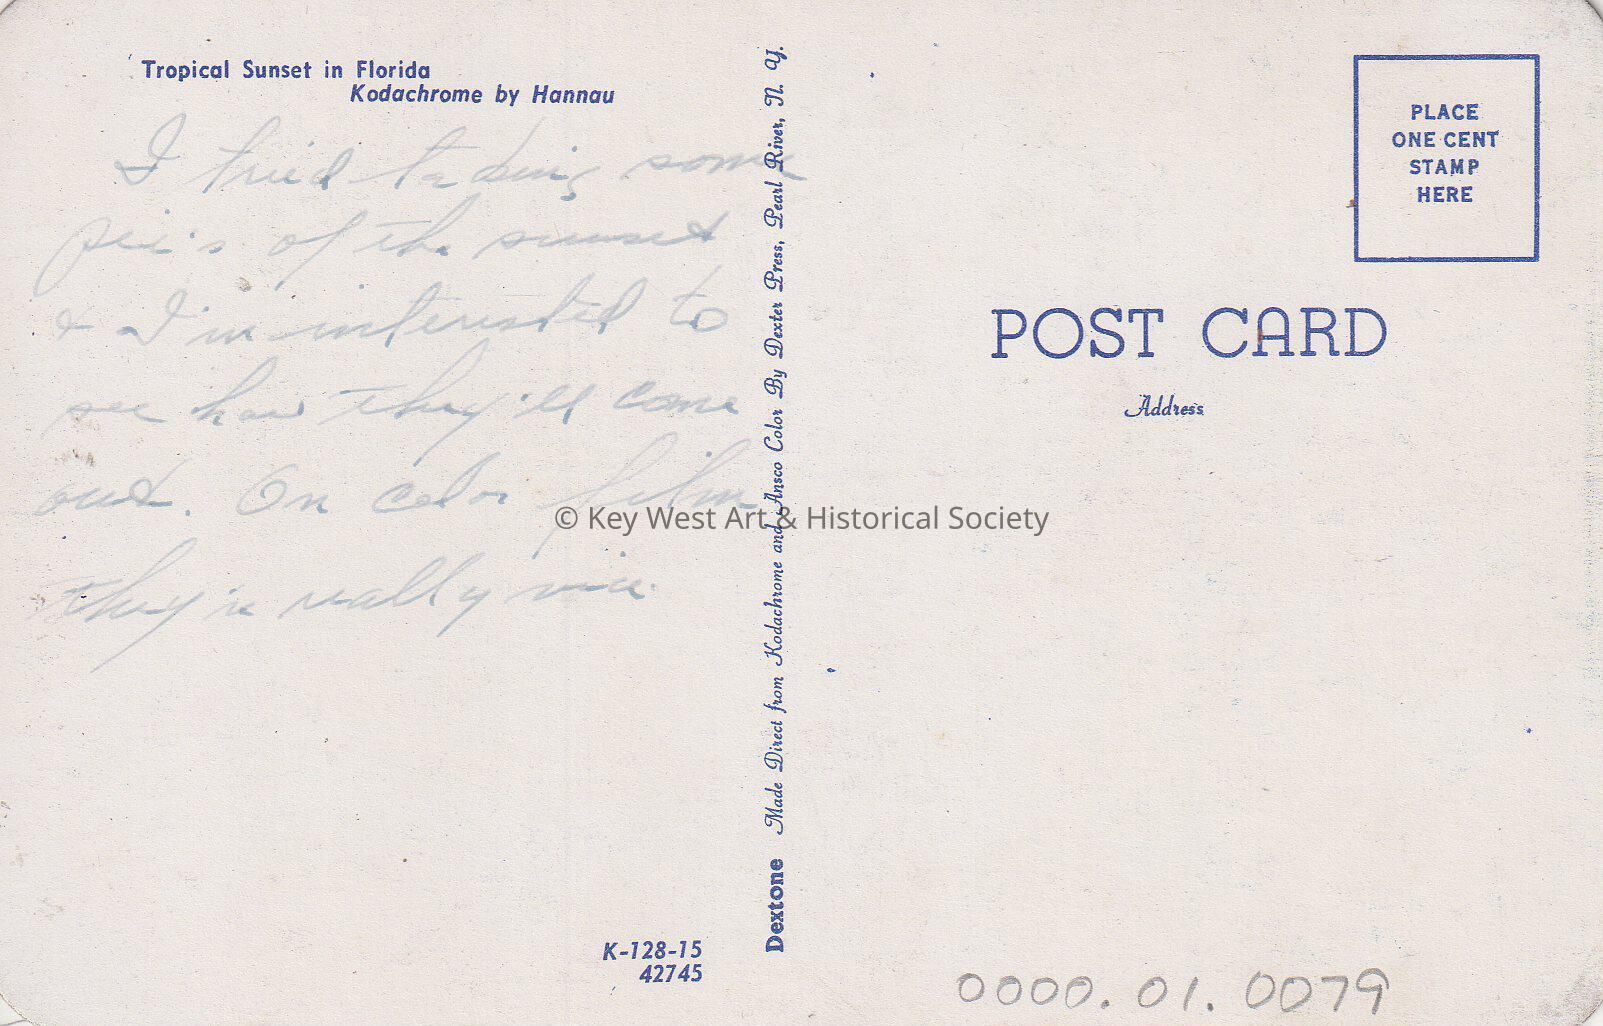 Tropical Sunset in Florida
Kodachrome by Hannau
I tried taking some
pic's of the sunset
& I'm interested to
see how they'll come
out. On color film
they're really nice.
K-128-15
42745
Dextone Made Direct from Kodachrome and Ansco Color By Dexter Press, Pearl River, N. Y.
PLACE
ONE CENT
STAMP
HERE
POST CARD
Address
© Key West Art & Historical Society
0000.01.0079